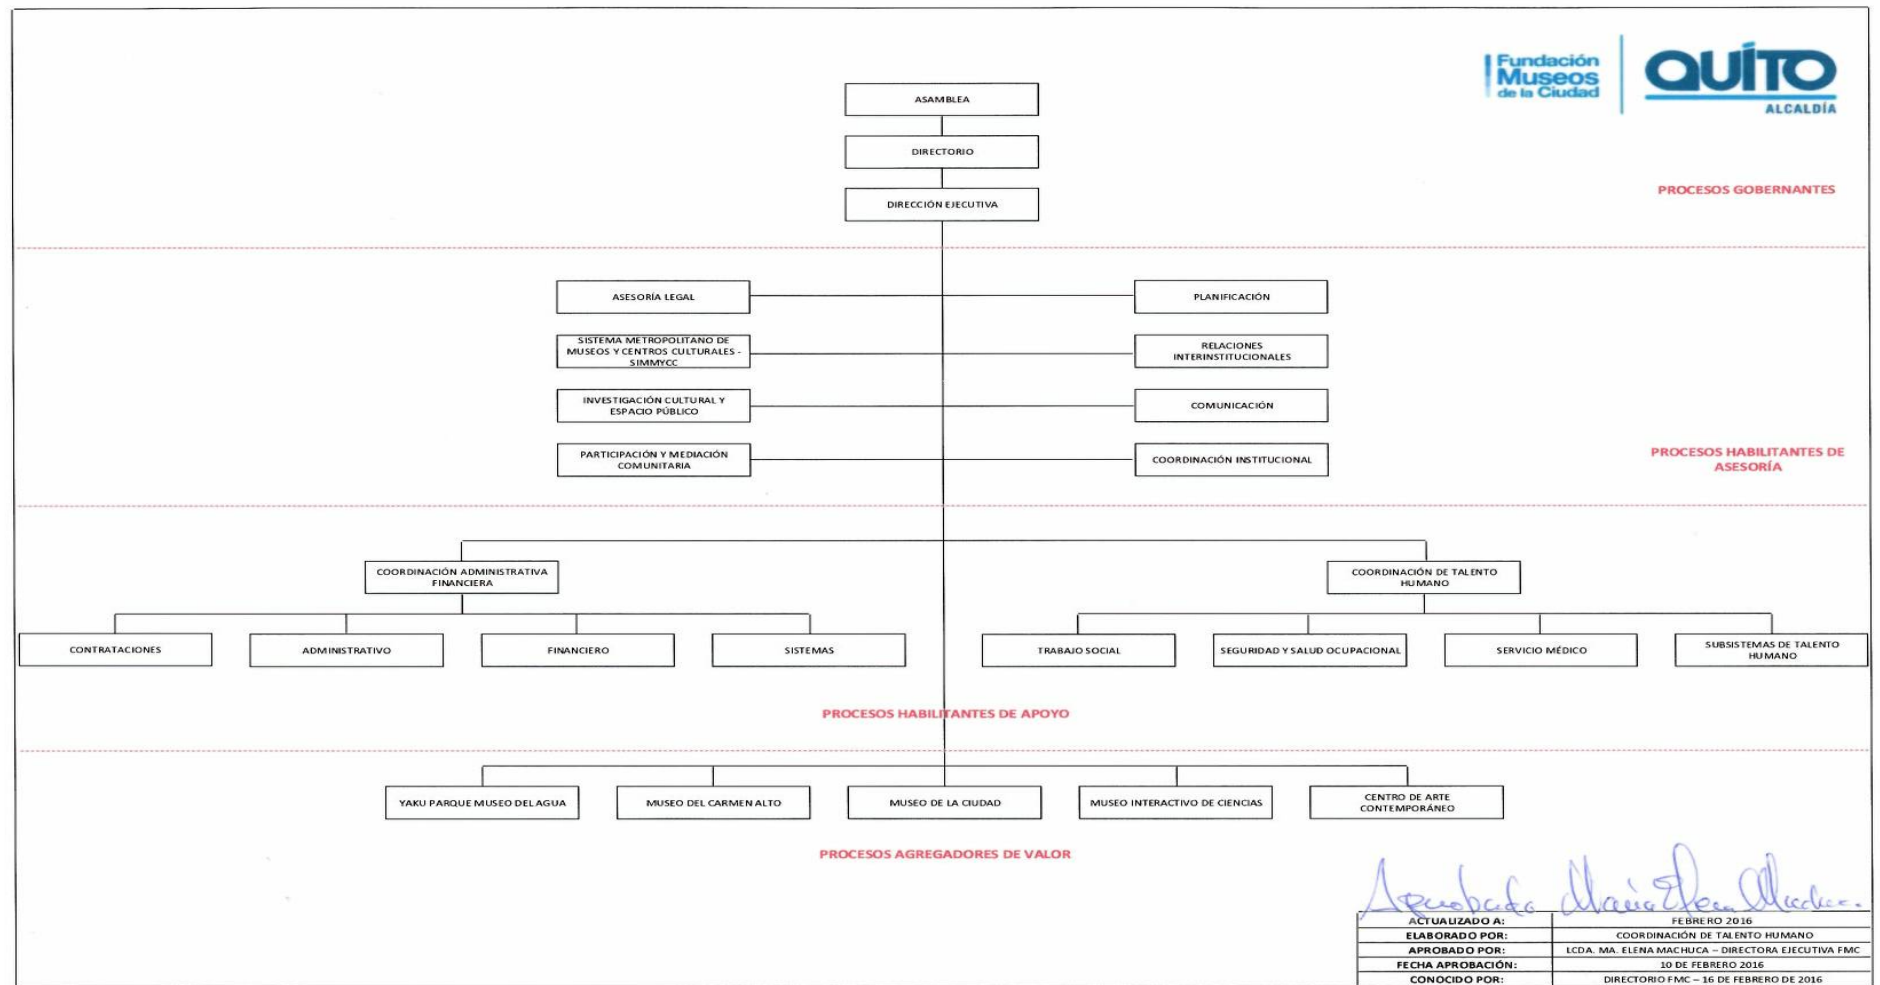 Fundación
Museos
de la Ciudad
QUÍTO
ALCALDÍA
ASAMBLEA
DIRECTORIO
DIRECCIÓN EJECUTIVA
PROCESOS GOBERNANTES
ASESORÍA LEGAL
PLANIFICACIÓN
SISTEMA METROPOLITANO DE
MUSEOS Y CENTROS CULTURALES -
SIMMYCC
RELACIONES
INTERINSTITUCIONALES
INVESTIGACIÓN CULTURAL Y
ESPACIO PÚBLICO
COMUNICACIÓN
PARTICIPACIÓN Y MEDIACIÓN
COMUNITARIA
COORDINACIÓN INSTITUCIONAL
PROCESOS HABILITANTES DE
ASESORÍA
COORDINACIÓN ADMINISTRATIVA
FINANCIERA
COORDINACIÓN DE TALENTO
HUMANO
CONTRATACIONES
ADMINISTRATIVO
FINANCIERO
SISTEMAS
TRABAJO SOCIAL
SEGURIDAD Y SALUD OCUPACIONAL
SERVICIO MÉDICO
SUBSISTEMAS DE TALENTO
HUMANO
PROCESOS HABILITANTES DE APOYO
YAKU PARQUE MUSEO DEL AGUA
MUSEO DEL CARMEN ALTO
MUSEO DE LA CIUDAD
MUSEO INTERACTIVO DE CIENCIAS
CENTRO DE ARTE
CONTEMPORÁNEO
PROCESOS AGREGADORES DE VALOR
Aprobado María Elena Machuca
ACTUALIZADO A: FEBRERO 2016
ELABORADO POR: COORDINACIÓN DE TALENTO HUMANO
APROBADO POR: LCDA. MA. ELENA MACHUCA – DIRECTORA EJECUTIVA FMC
FECHA APROBACIÓN: 10 DE FEBRERO 2016
CONOCIDO POR: DIRECTORIO FMC – 16 DE FEBRERO DE 2016